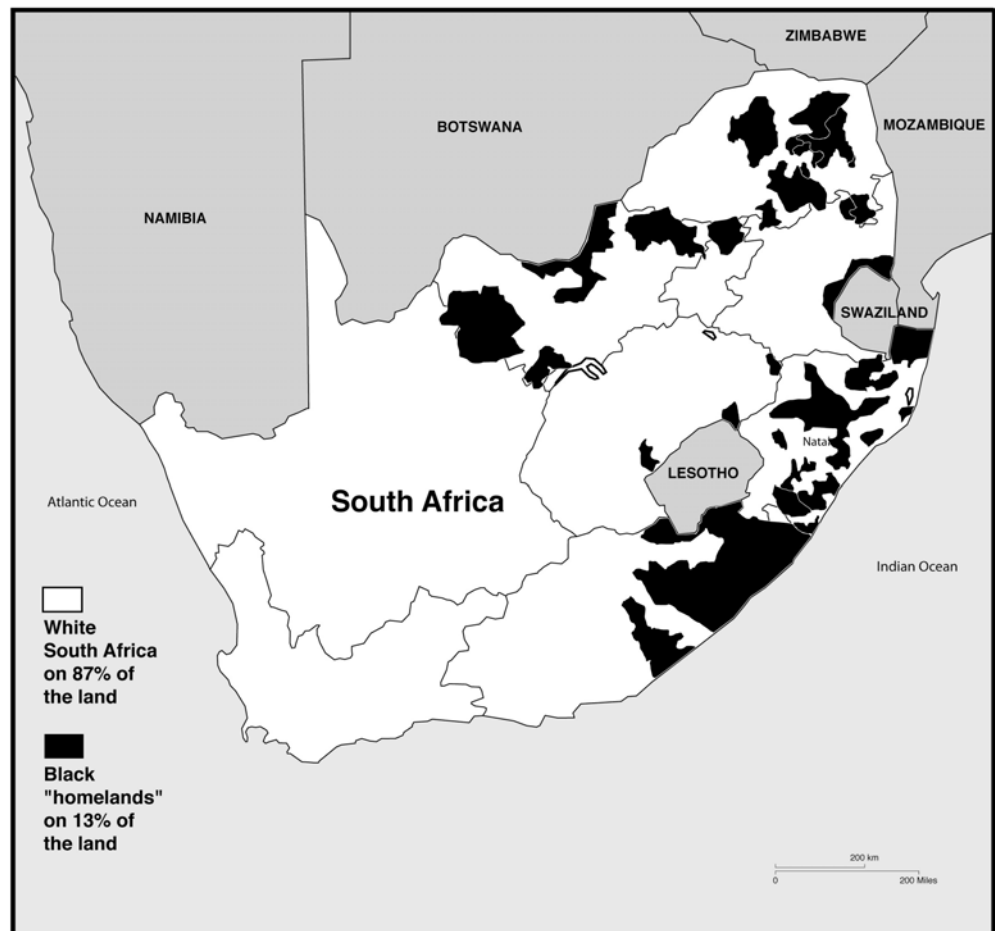 ZIMBABWE
BOTSWANA
MOZAMBIQUE
NAMIBIA
SWAZILAND
Natal
LESOTHO
South Africa
Atlantic Ocean
Indian Ocean
White
South Africa
on 87% of
the land
Black
"homelands"
on 13% of
the land
200 km
0
200 Miles